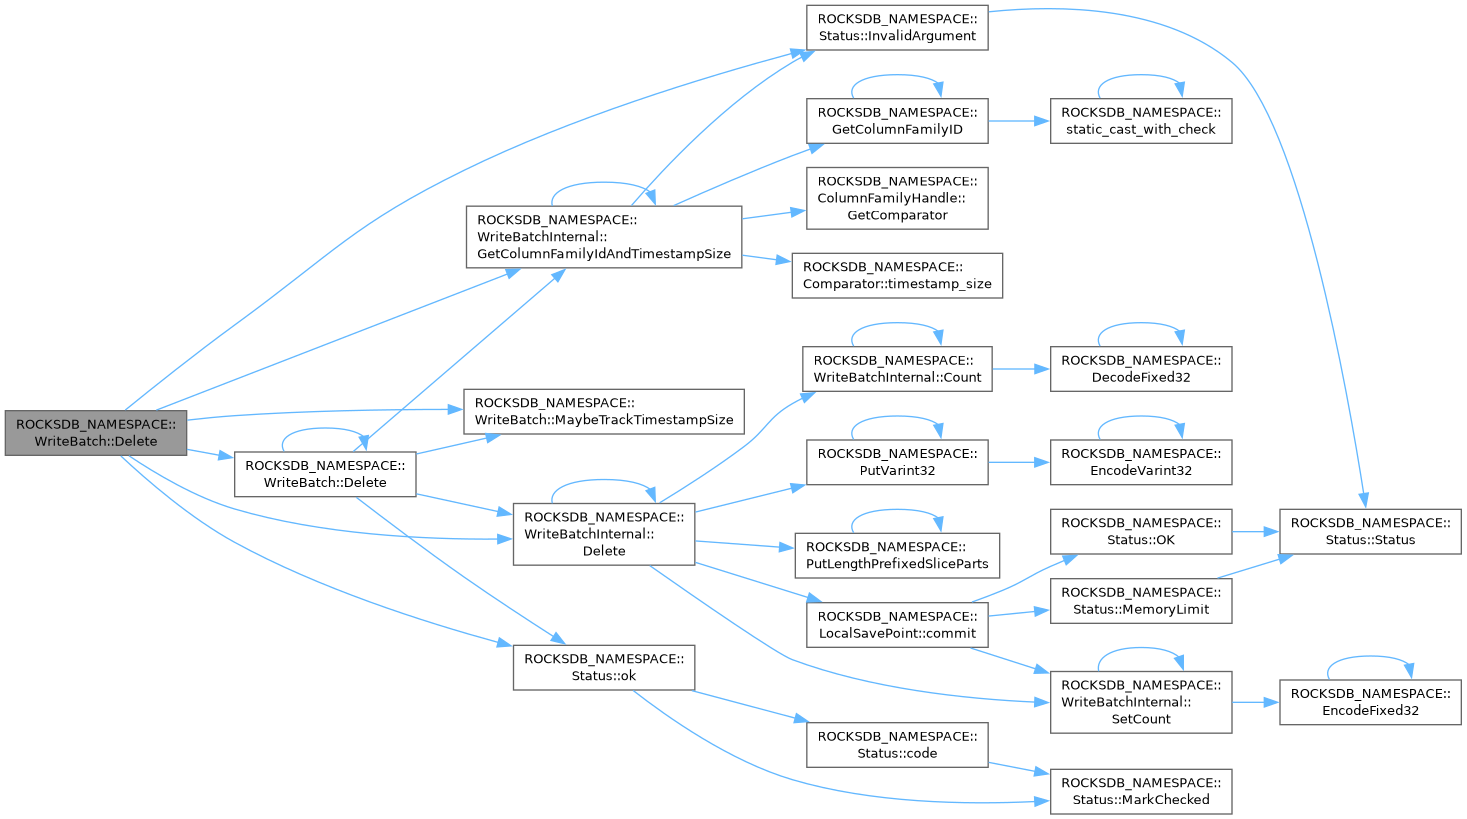 ROCKSDB_NAMESPACE::
WriteBatch::Delete
ROCKSDB_NAMESPACE::
Status::InvalidArgument
ROCKSDB_NAMESPACE::
GetColumnFamilyID
ROCKSDB_NAMESPACE::
static_cast_with_check
ROCKSDB_NAMESPACE::
ColumnFamilyHandle::
GetComparator
ROCKSDB_NAMESPACE::
WriteBatchInternal::
GetColumnFamilyIdAndTimestampSize
ROCKSDB_NAMESPACE::
Comparator::timestamp_size
ROCKSDB_NAMESPACE::
WriteBatchInternal::Count
ROCKSDB_NAMESPACE::
DecodeFixed32
ROCKSDB_NAMESPACE::
WriteBatch::MaybeTrackTimestampSize
ROCKSDB_NAMESPACE::
WriteBatch::Delete
ROCKSDB_NAMESPACE::
PutVarint32
ROCKSDB_NAMESPACE::
EncodeVarint32
ROCKSDB_NAMESPACE::
WriteBatchInternal::
Delete
ROCKSDB_NAMESPACE::
PutLengthPrefixedSliceParts
ROCKSDB_NAMESPACE::
Status::OK
ROCKSDB_NAMESPACE::
Status::Status
ROCKSDB_NAMESPACE::
Status::MemoryLimit
ROCKSDB_NAMESPACE::
LocalSavePoint::commit
ROCKSDB_NAMESPACE::
Status::ok
ROCKSDB_NAMESPACE::
WriteBatchInternal::
SetCount
ROCKSDB_NAMESPACE::
EncodeFixed32
ROCKSDB_NAMESPACE::
Status::code
ROCKSDB_NAMESPACE::
Status::MarkChecked